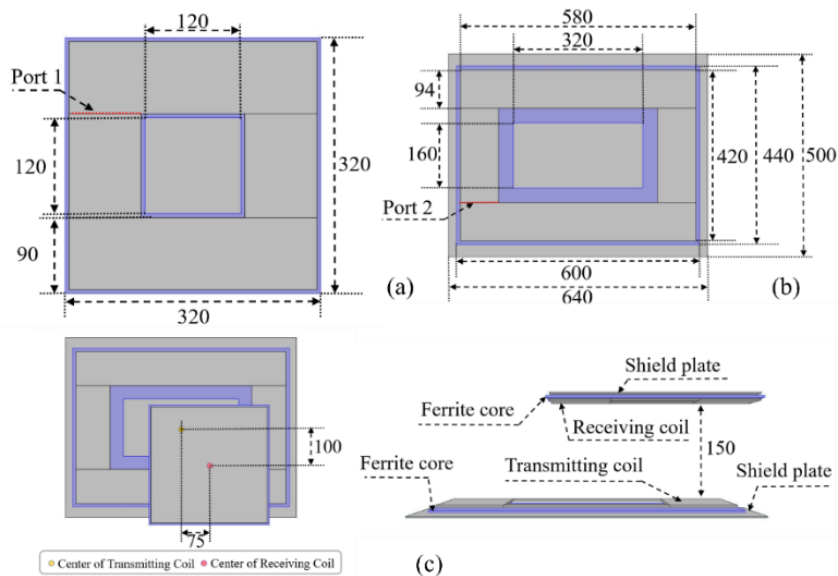 120
Port 1
120
90
320
320
(a)
580
320
94
160
Port 2
420
440
500
600
640
(b)
100
75
Center of Transmitting Coil
Center of Receiving Coil
Shield plate
Ferrite core
Receiving coil
150
Ferrite core
Transmitting coil
Shield plate
(c)